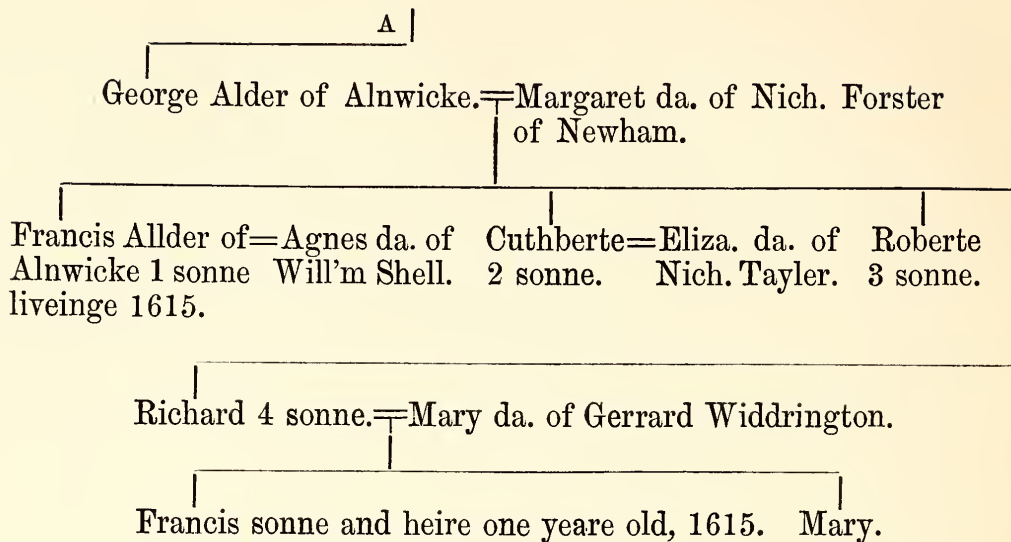 A
George Alder of Alnwicke.=Margaret da. of Nich. Forster
of Newham.
Francis Allder of=Agnes da. of Cuthberte=Eliza. da. of Roberte
Alnwicke 1 sonne Will'm Shell. 2 sonne. Nich. Tayler. 3 sonne.
liveinge 1615.
Richard 4 sonne.=Mary da. of Gerrard Widdrington.
Francis sonne and heire one yeare old, 1615. Mary.